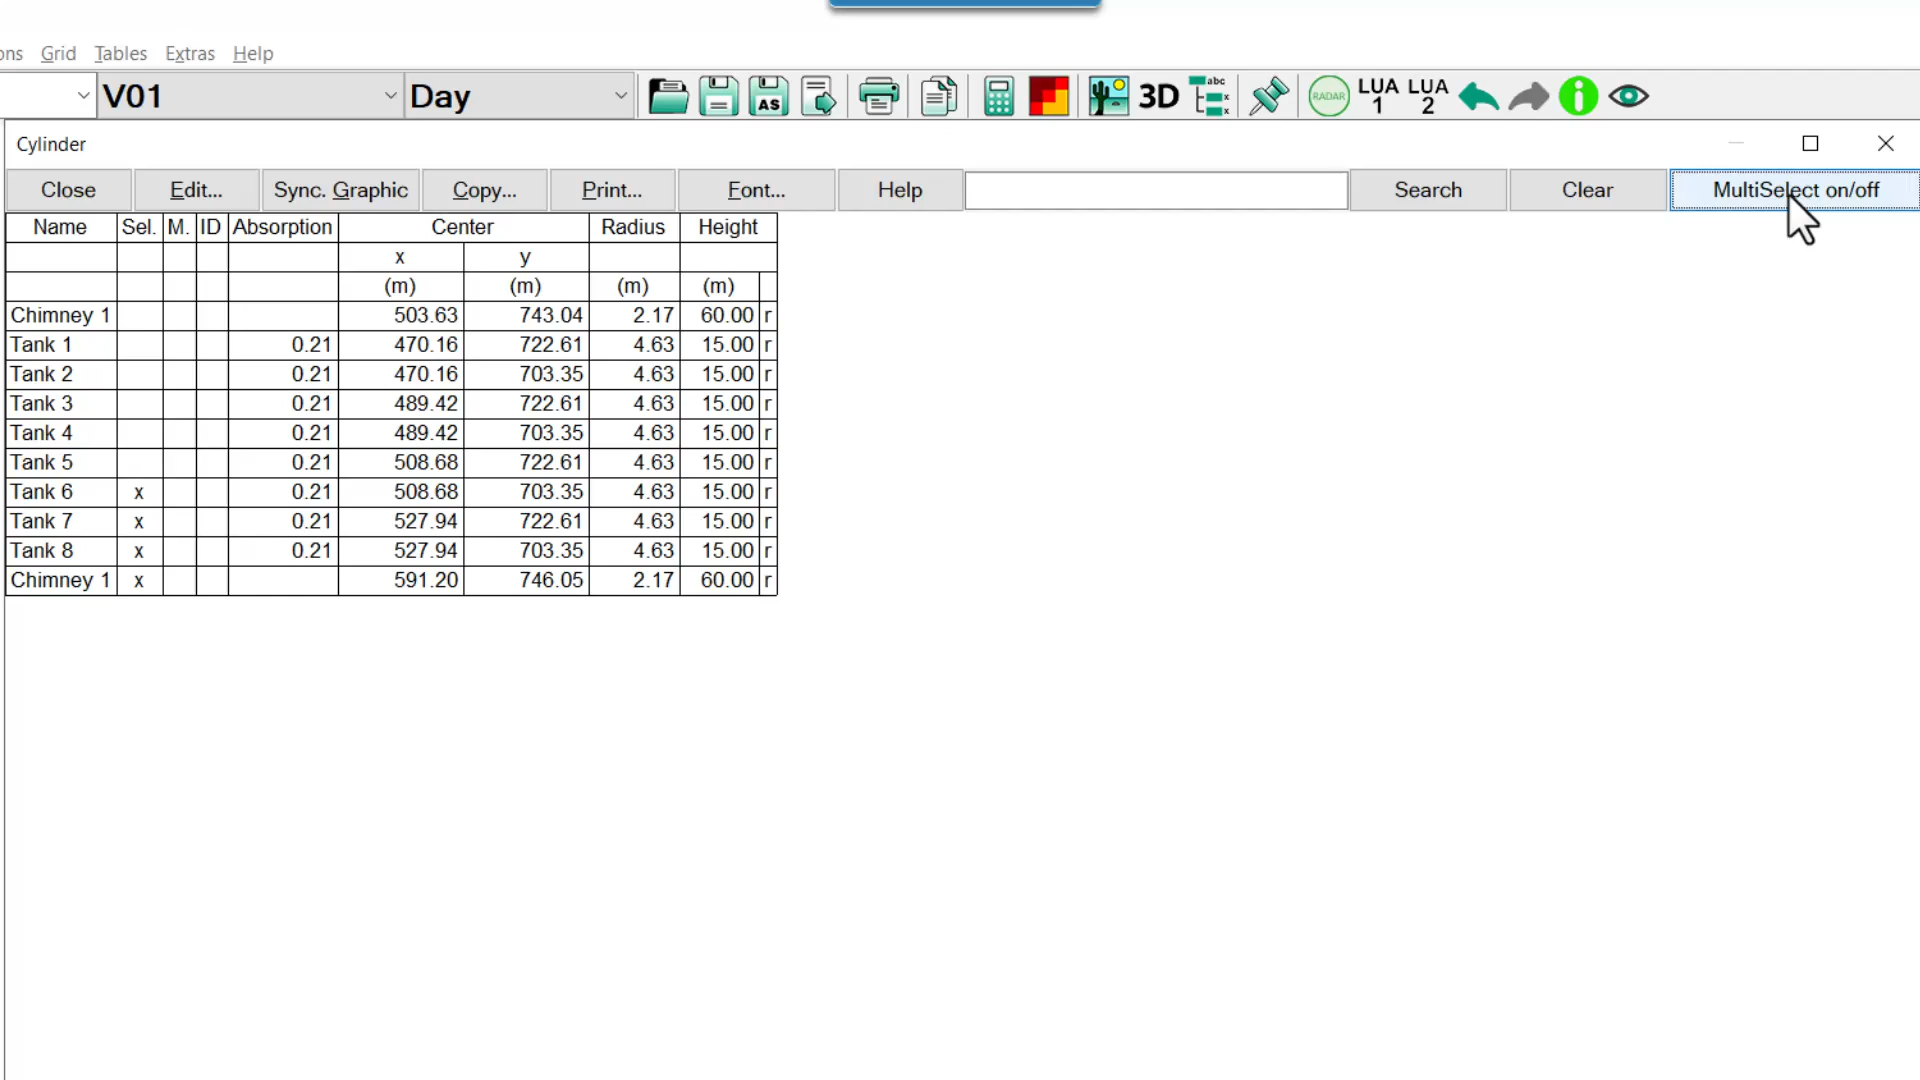 ons Grid Tables Extras Help
V01 Day AS 3D abc x x RADAR LUA 1 LUA 2 i
Cylinder
Close Edit... Sync. Graphic Copy... Print... Font... Help Search Clear MultiSelect on/off
Name Sel. M. ID Absorption Center Radius Height
x y
(m) (m) (m) (m)
Chimney 1 503.63 743.04 2.17 60.00 r
Tank 1 0.21 470.16 722.61 4.63 15.00 r
Tank 2 0.21 470.16 703.35 4.63 15.00 r
Tank 3 0.21 489.42 722.61 4.63 15.00 r
Tank 4 0.21 489.42 703.35 4.63 15.00 r
Tank 5 0.21 508.68 722.61 4.63 15.00 r
Tank 6 x 0.21 508.68 703.35 4.63 15.00 r
Tank 7 x 0.21 527.94 722.61 4.63 15.00 r
Tank 8 x 0.21 527.94 703.35 4.63 15.00 r
Chimney 1 x 591.20 746.05 2.17 60.00 r